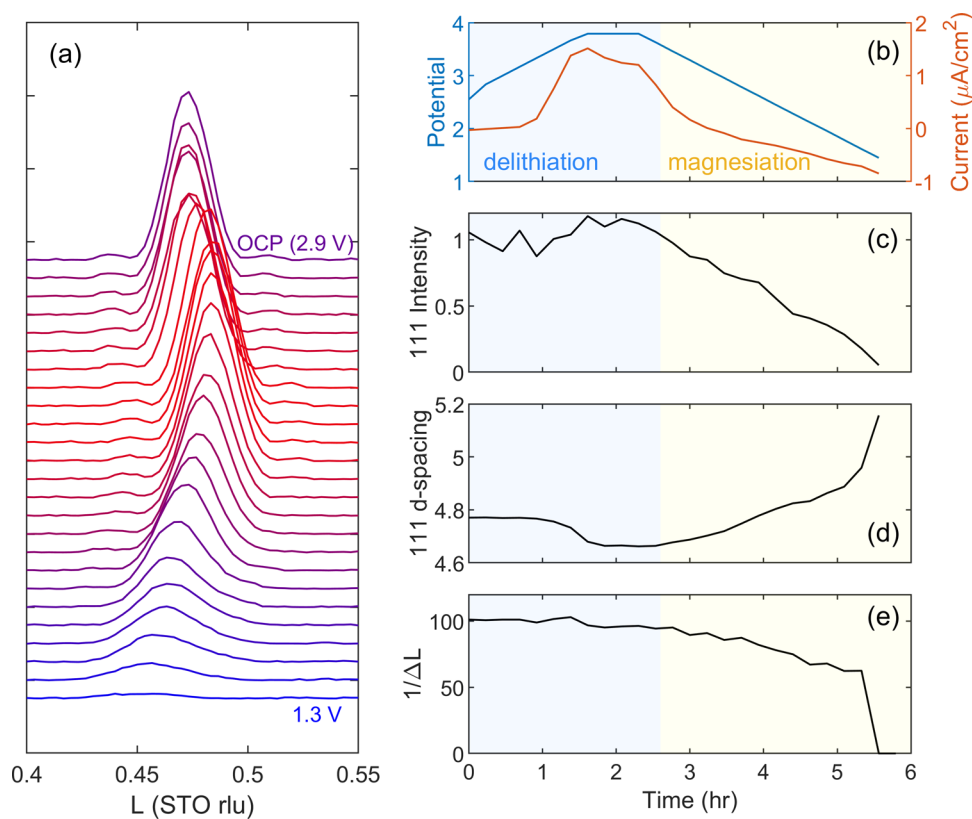 (a)
OCP (2.9 V)
1.3 V
0.4 0.45 0.5 0.55
L (STO rlu)
(b)
4
3
2
1
Potential
delithiation magnesiation
2
1
0
-1
Current (μA/cm²)
(c)
1
0.5
0
111 Intensity
(d)
5.2
5
4.8
4.6
111 d-spacing
(e)
100
50
0
1/ΔL
0 1 2 3 4 5 6
Time (hr)